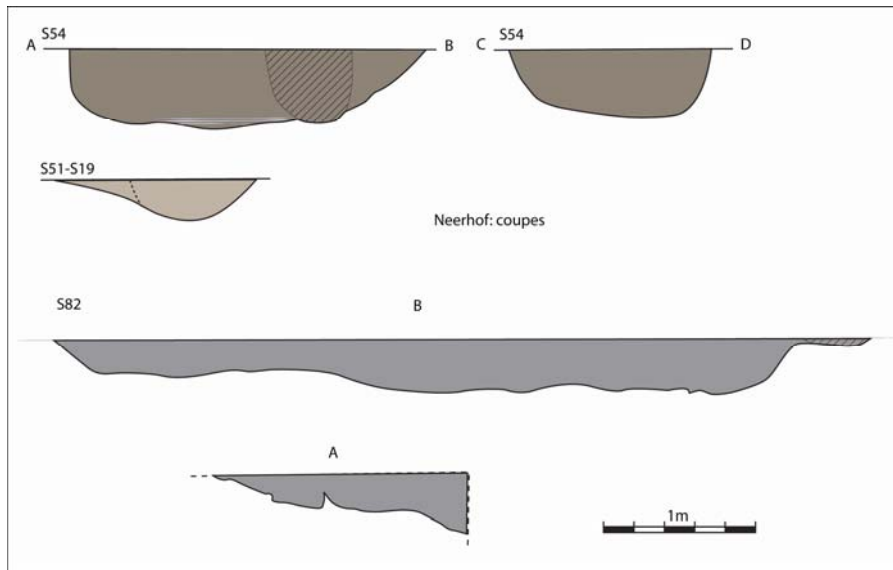 S54
A B
S54
C D
S51-S19
Neerhof: coupes
S82
B
A
1m